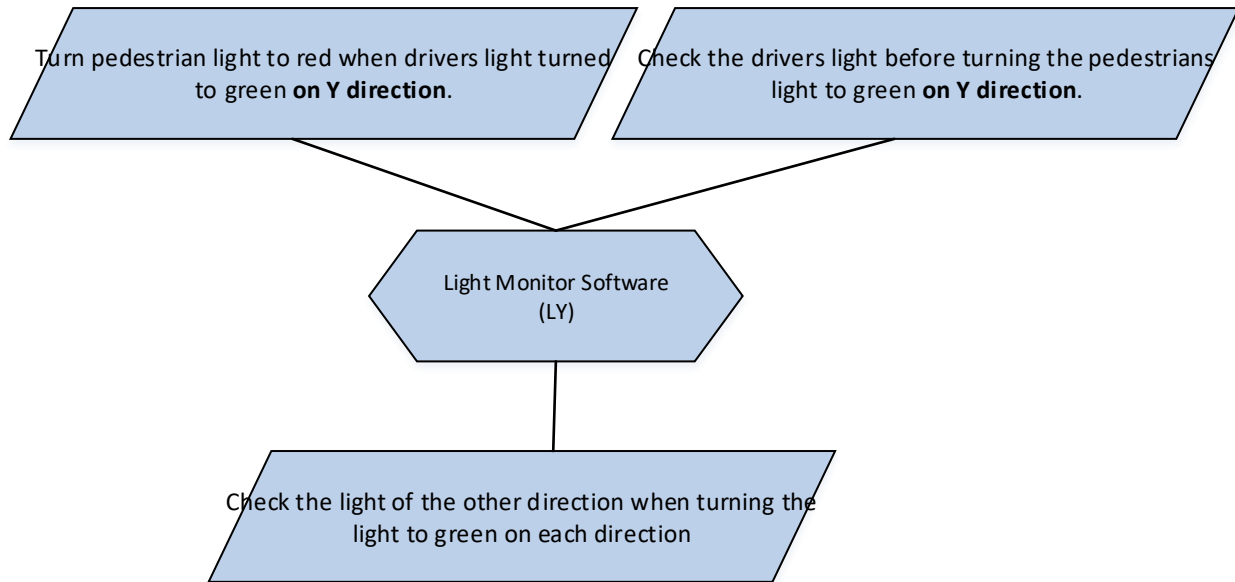 Turn pedestrian light to red when drivers light turned
to green on Y direction.
Check the drivers light before turning the pedestrians
light to green on Y direction.
Light Monitor Software
(LY)
Check the light of the other direction when turning the
light to green on each direction